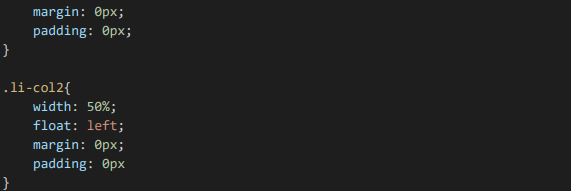 margin: 0px;
padding: 0px;
}
.li-col2{
width: 50%;
float: left;
margin: 0px;
padding: 0px
}